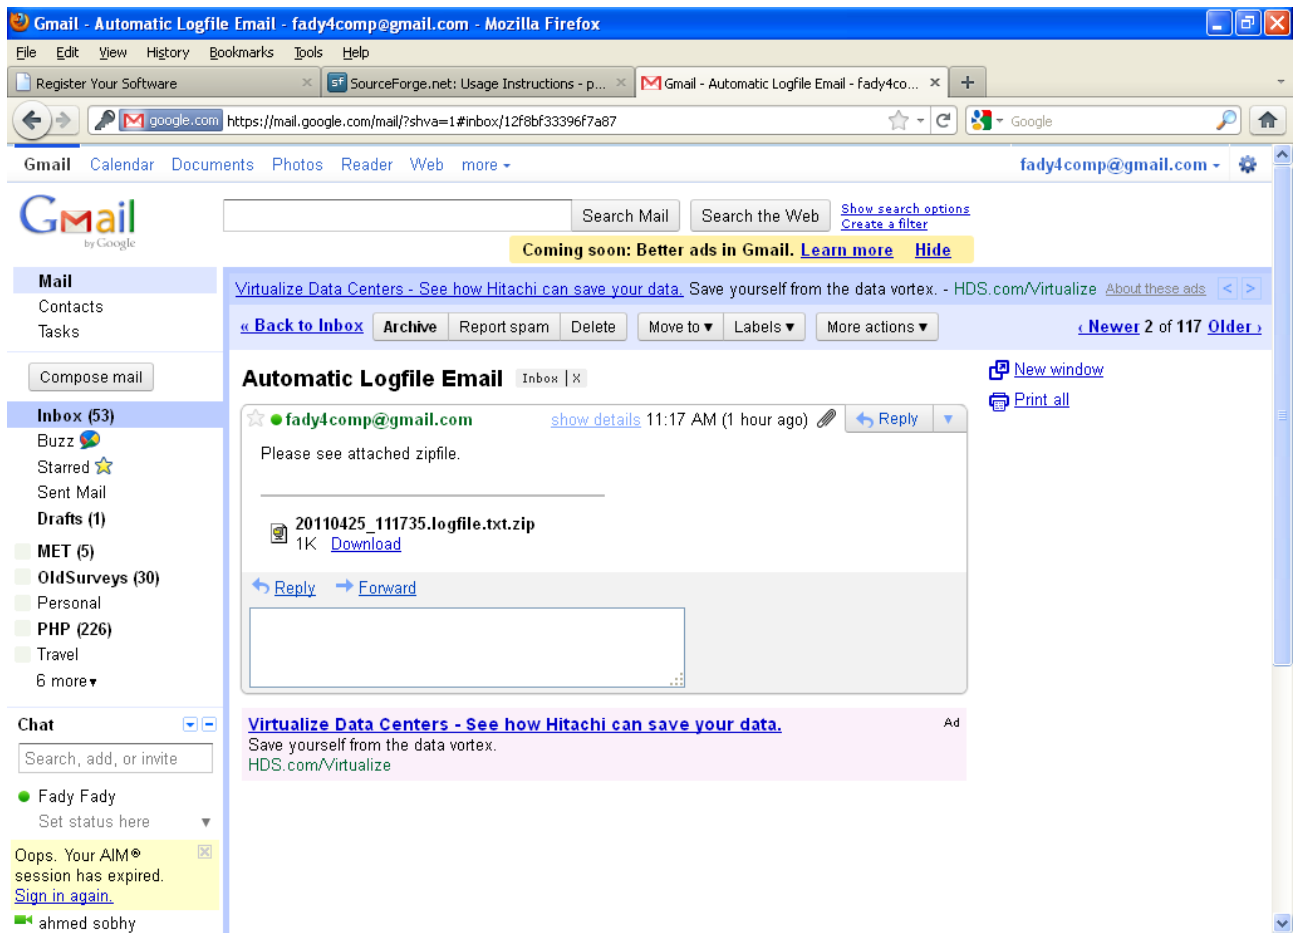 Gmail - Automatic Logfile Email - fady4comp@gmail.com - Mozilla Firefox
File Edit View History Bookmarks Tools Help
Register Your Software × sf SourceForge.net: Usage Instructions - p... × Gmail - Automatic Logfile Email - fady4co... × +
google.com https://mail.google.com/mail/?shva=1#inbox/12f8bf33396f7a87 Google
Gmail Calendar Documents Photos Reader Web more fady4comp@gmail.com
Gmail
by Google
Search Mail Search the Web Show search options
Create a filter
Coming soon: Better ads in Gmail. Learn more Hide
Mail
Contacts
Tasks
Compose mail
Inbox (53)
Buzz
Starred
Sent Mail
Drafts (1)
MET (5)
OldSurveys (30)
Personal
PHP (226)
Travel
6 more▾
Chat
Search, add, or invite
Fady Fady
Set status here
Oops. Your AIM®
session has expired.
Sign in again.
ahmed sobhy
Virtualize Data Centers - See how Hitachi can save your data. Save yourself from the data vortex. - HDS.com/Virtualize About these ads < >
« Back to Inbox Archive Report spam Delete Move to ▾ Labels ▾ More actions ▾ ‹ Newer 2 of 117 Older ›
Automatic Logfile Email Inbox | X
fady4comp@gmail.com show details 11:17 AM (1 hour ago) Reply
Please see attached zipfile.
20110425_111735.logfile.txt.zip
1K Download
Reply Forward
New window
Print all
Virtualize Data Centers - See how Hitachi can save your data. Ad
Save yourself from the data vortex.
HDS.com/Virtualize